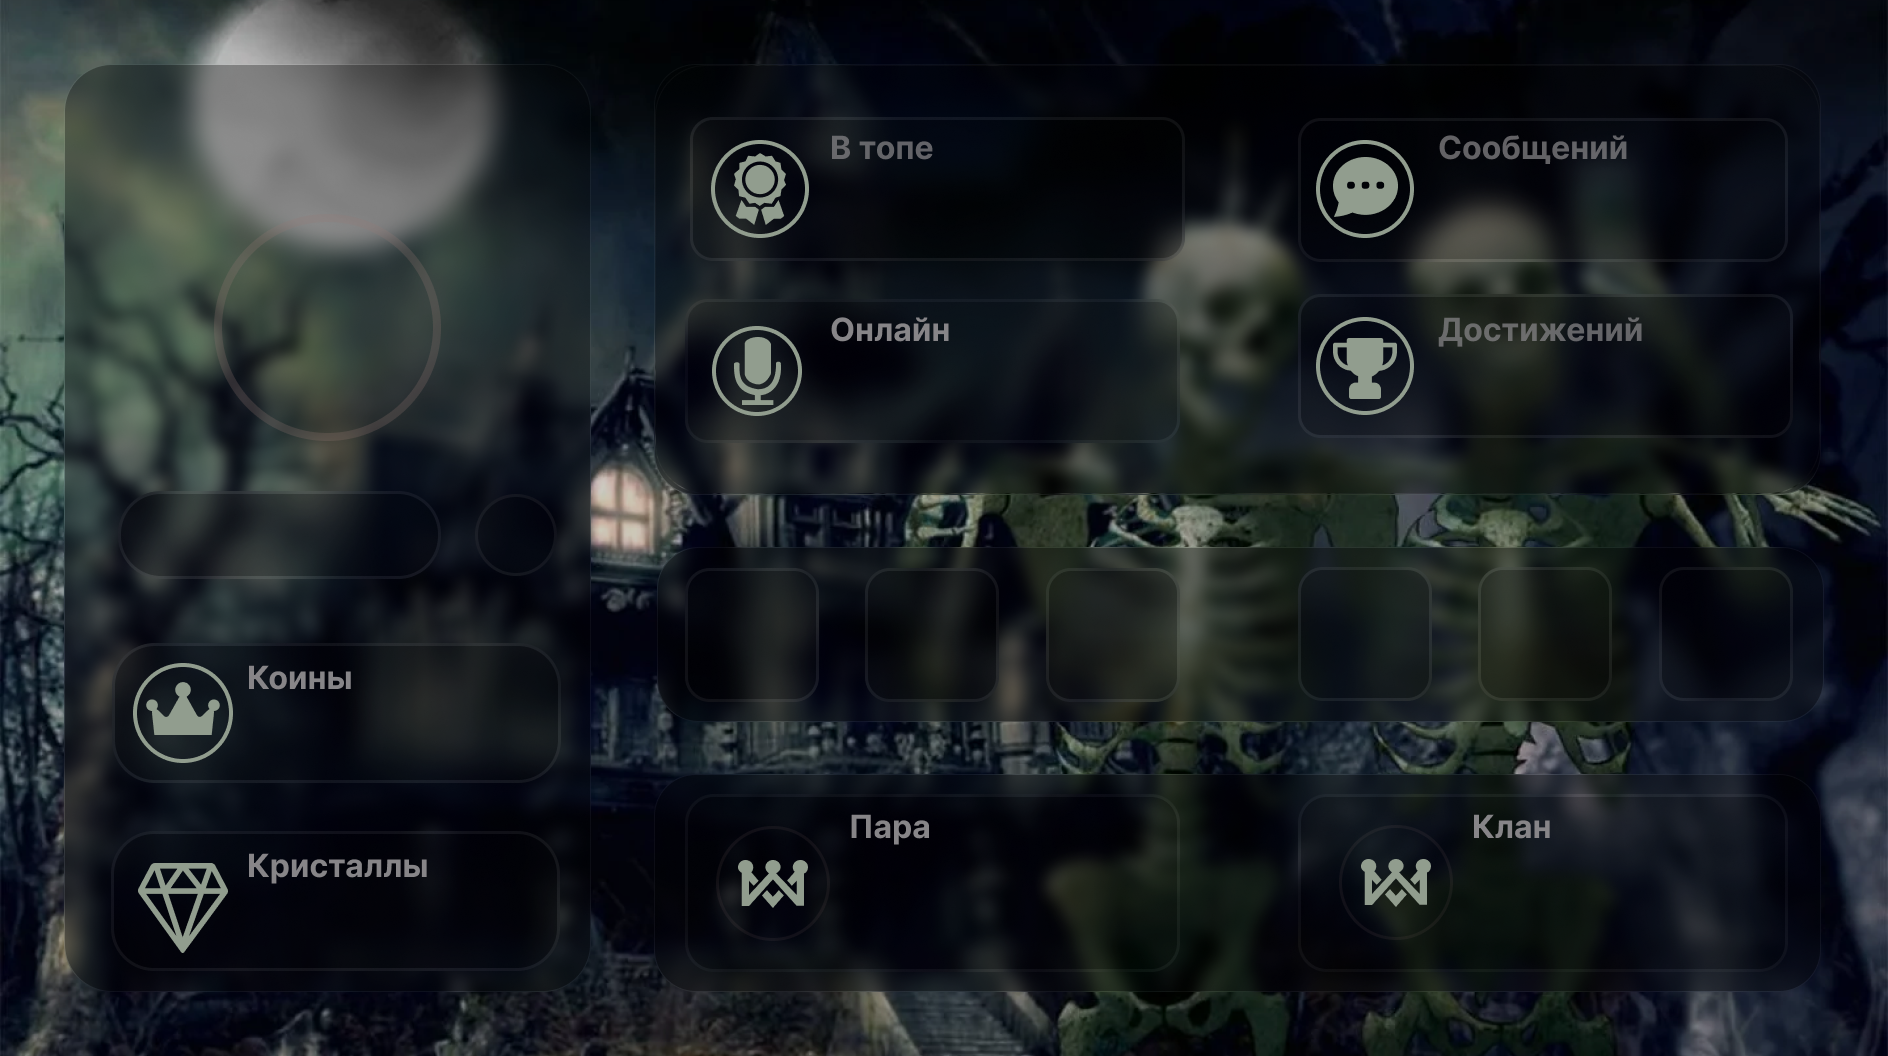 В топе
Сообщений
Онлайн
Достижений
Коины
Кристаллы
Пара
Клан